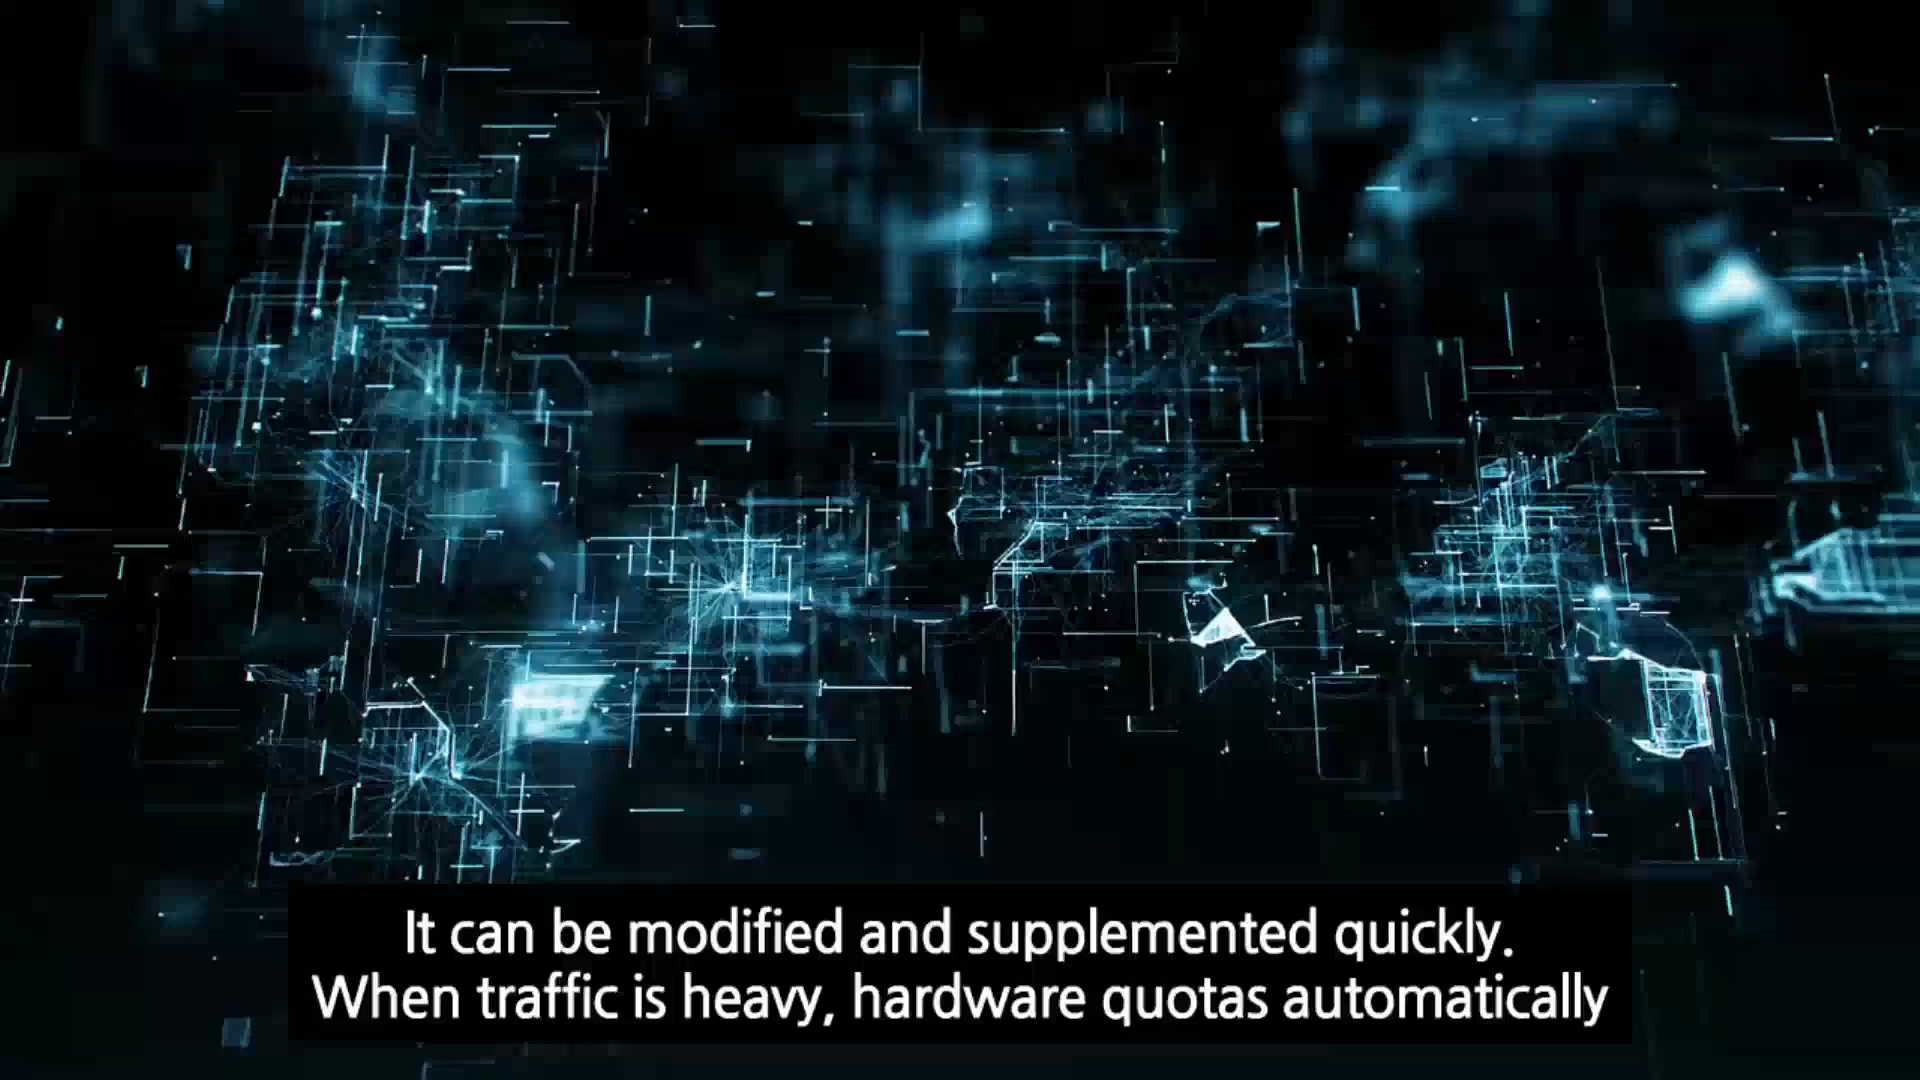 It can be modified and supplemented quickly.
When traffic is heavy, hardware quotas automatically